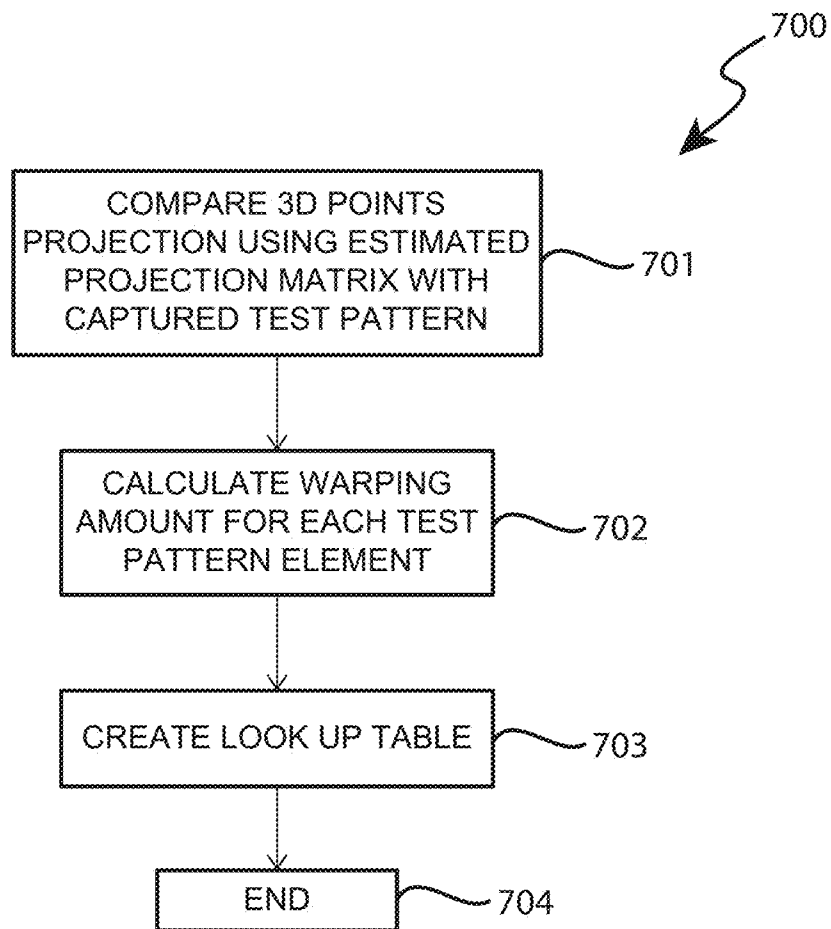 700
COMPARE 3D POINTS
PROJECTION USING ESTIMATED
PROJECTION MATRIX WITH
CAPTURED TEST PATTERN
701
CALCULATE WARPING
AMOUNT FOR EACH TEST
PATTERN ELEMENT
702
CREATE LOOK UP TABLE
703
END
704